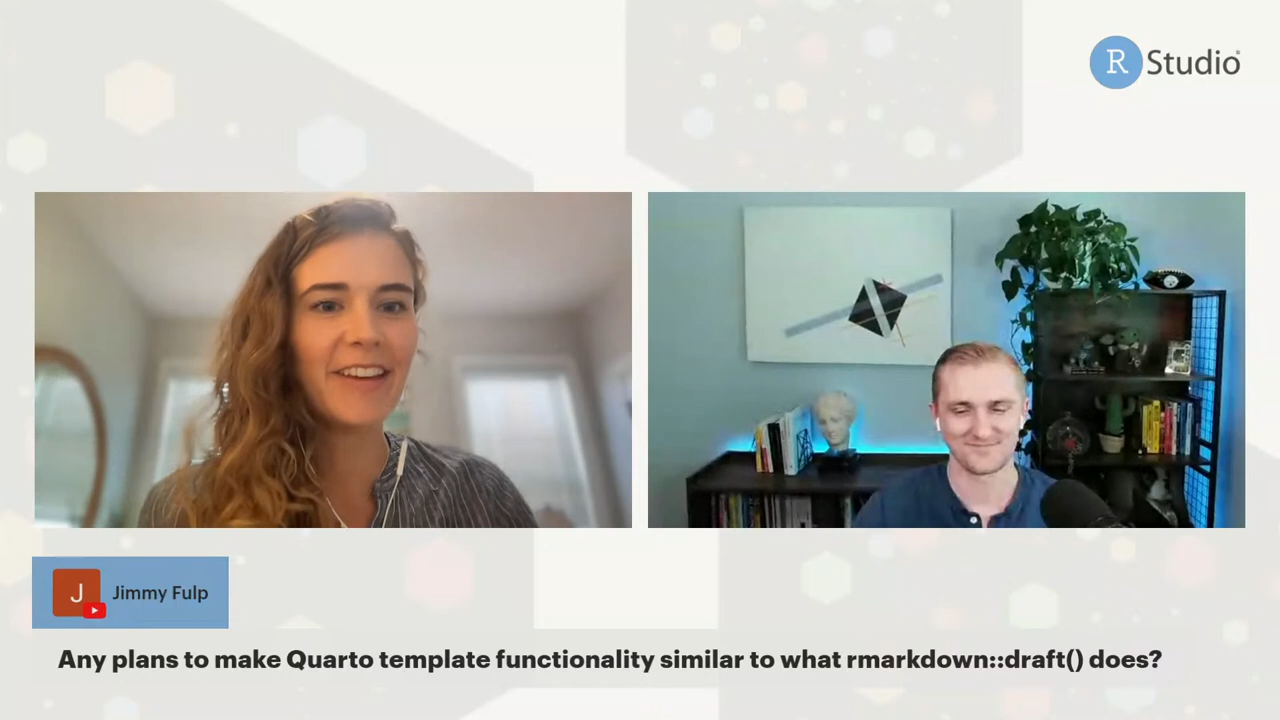 R Studio
J
Jimmy Fulp
Any plans to make Quarto template functionality similar to what rmarkdown::draft() does?